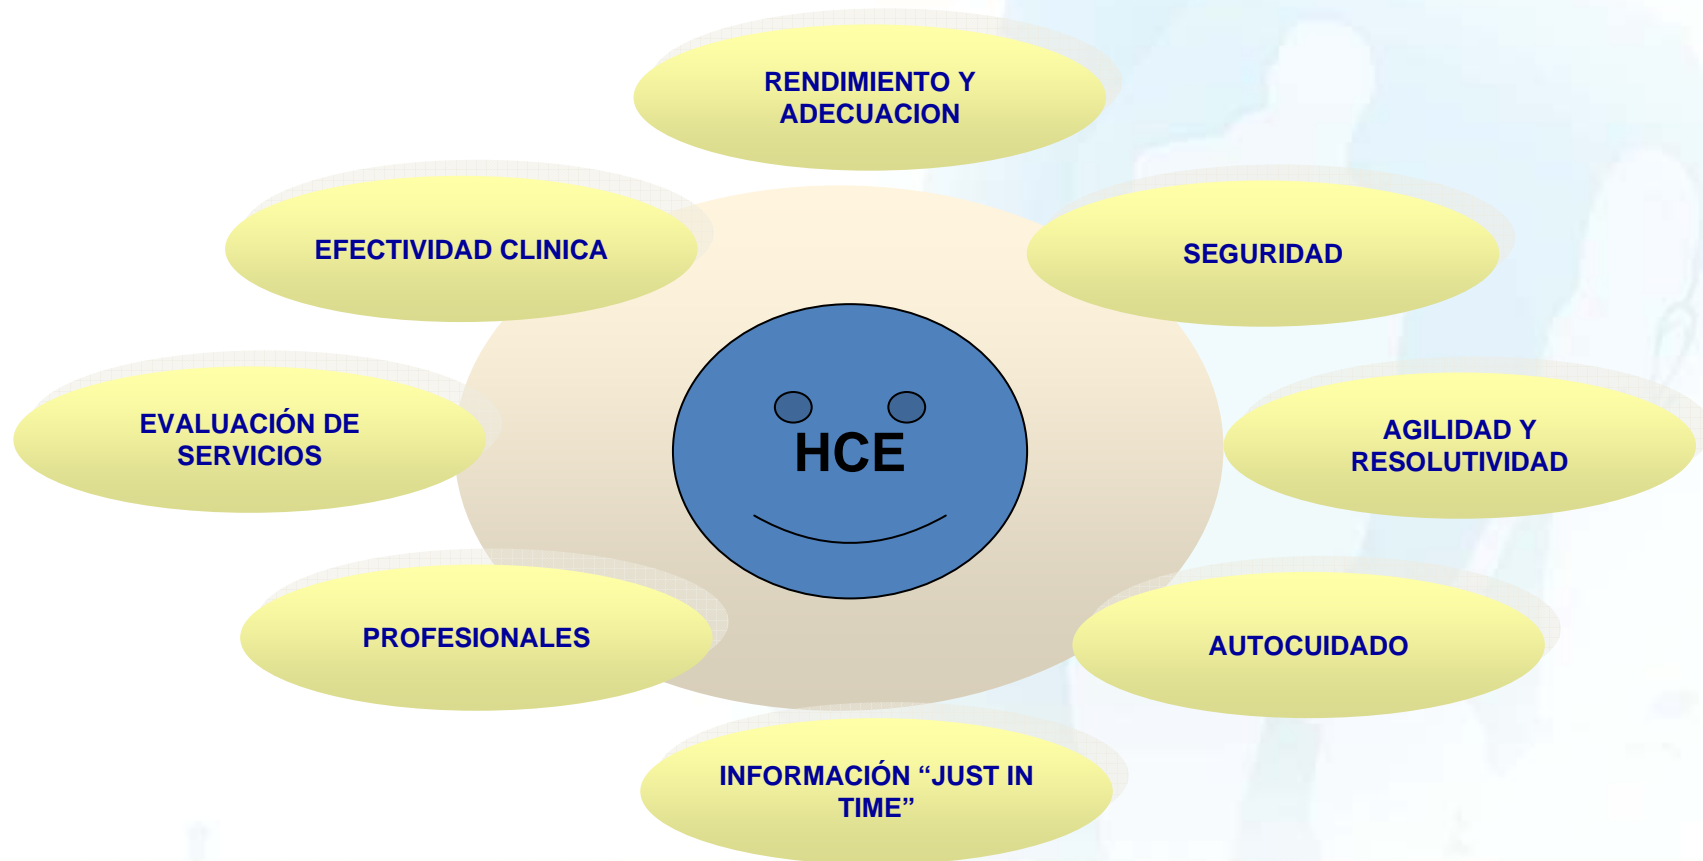 RENDIMIENTO Y
ADECUACION
EFECTIVIDAD CLINICA
SEGURIDAD
EVALUACIÓN DE
SERVICIOS
HCE
AGILIDAD Y
RESOLUTIVIDAD
PROFESIONALES
AUTOCUIDADO
INFORMACIÓN “JUST IN
TIME”